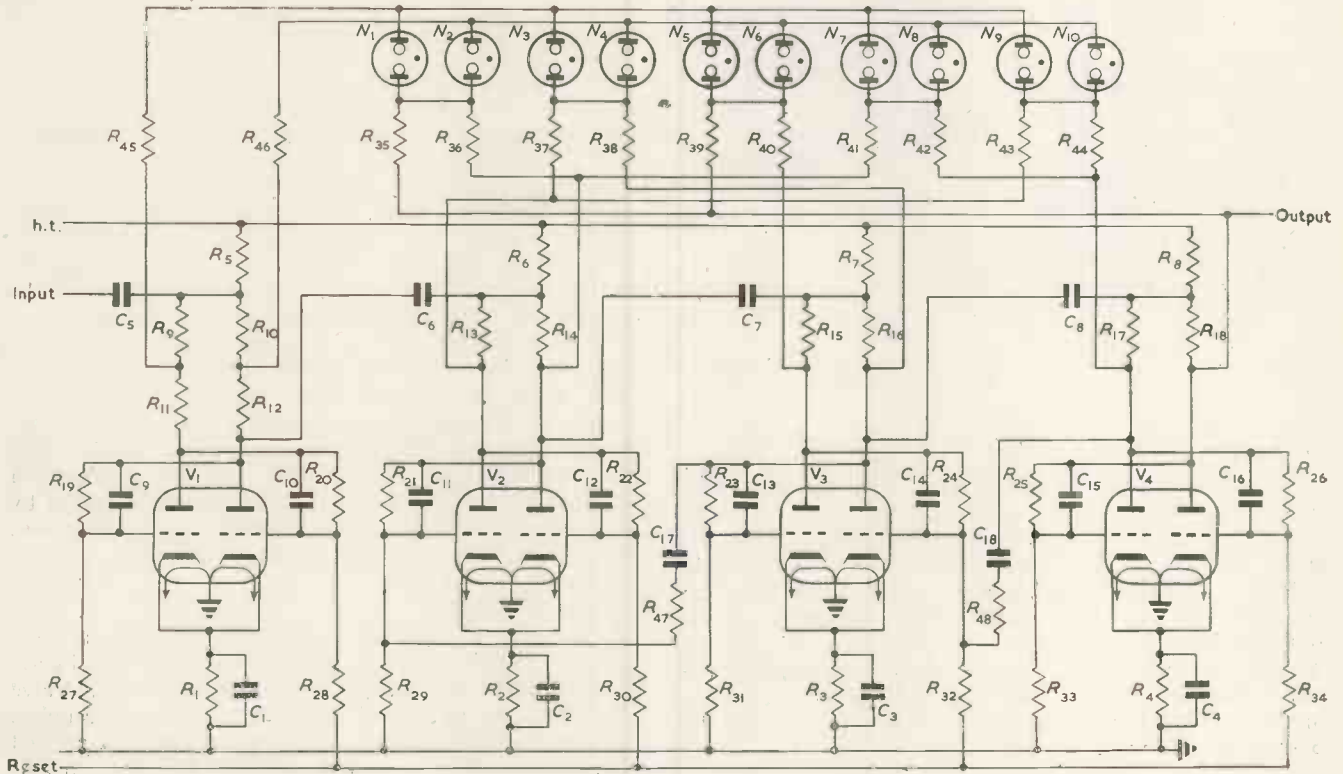 N1 N2 N3 N4 N5 N6 N7 N8 N9 N10
R45 R46 R35 R36 R37 R38 R39 R40 R41 R42 R43 R44
h.t. Output
R5 R6 R7 R8
Input
C5 R9 R10 C6 R13 R14 C7 R15 R16 C8 R17 R18
R11 R12
R19 C9 V1 C10 R20 R21 C11 V2 C12 R22 R23 C13 V3 C14 R24 R25 C15 V4 C16 R26
C17 C18
R47 R48
R27 R1 C1 R28 R29 R2 C2 R30 R31 R3 C3 R32 R33 R4 C4 R34
Reset